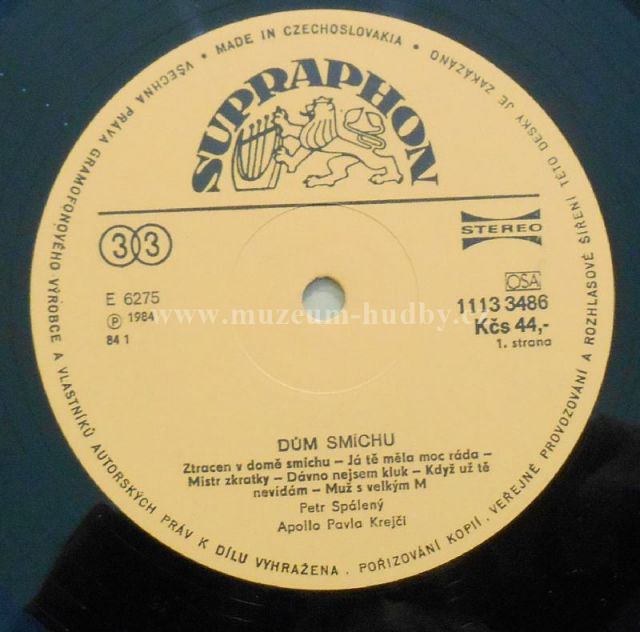 VŠECHNA PRÁVA GRAMOFONOVÉHO VÝROBCE A VLASTNÍKŮ AUTORSKÝCH PRÁV K DÍLU VYHRAŽENA . POŘIZOVÁNÍ KOPIÍ . VEŘEJNÉ PROVOZOVÁNÍ A ROZHLASOVÉ ŠÍŘENÍ TÉTO DESKY JE ZAKÁZÁNO
• MADE IN CZECHOSLOVAKIA •
SUPRAPHON
33
STEREO
E 6275
Ⓟ 1984
84 1
OSA
1113 3486
Kčs 44,-
1. strana
www.muzeum-hudby.cz
DŮM SMÍCHU
Ztracen v domě smíchu – Já tě měla moc ráda –
Mistr zkratky – Dávno nejsem kluk – Když už tě
nevídám – Muž s velkým M
Petr Spálený
Apollo Pavla Krejčí